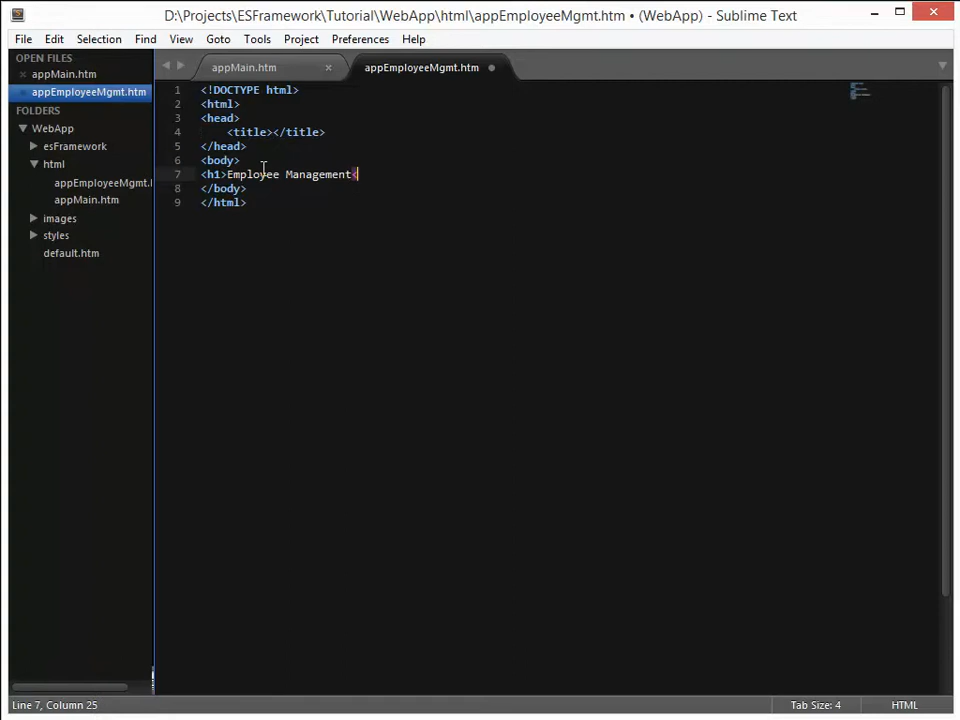 D:\Projects\ESFramework\Tutorial\WebApp\html\appEmployeeMgmt.htm • (WebApp) - Sublime Text
File Edit Selection Find View Goto Tools Project Preferences Help
OPEN FILES
appMain.htm
appEmployeeMgmt.htm
FOLDERS
WebApp
esFramework
html
appEmployeeMgmt.h
appMain.htm
images
styles
default.htm
appMain.htm appEmployeeMgmt.htm
1 <!DOCTYPE html>
2 <html>
3 <head>
4 <title></title>
5 </head>
6 <body>
7 <h1>Employee Management<
8 </body>
9 </html>
Line 7, Column 25 Tab Size: 4 HTML